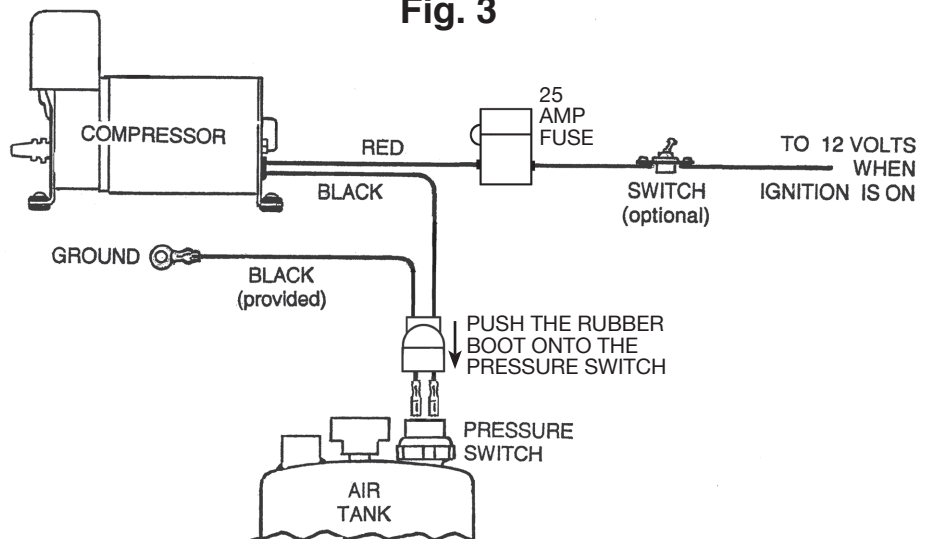 Fig. 3
25
AMP
FUSE
COMPRESSOR
RED
BLACK
SWITCH
(optional)
TO 12 VOLTS
WHEN
IGNITION IS ON
GROUND
BLACK
(provided)
PUSH THE RUBBER
BOOT ONTO THE
PRESSURE SWITCH
PRESSURE
SWITCH
AIR
TANK